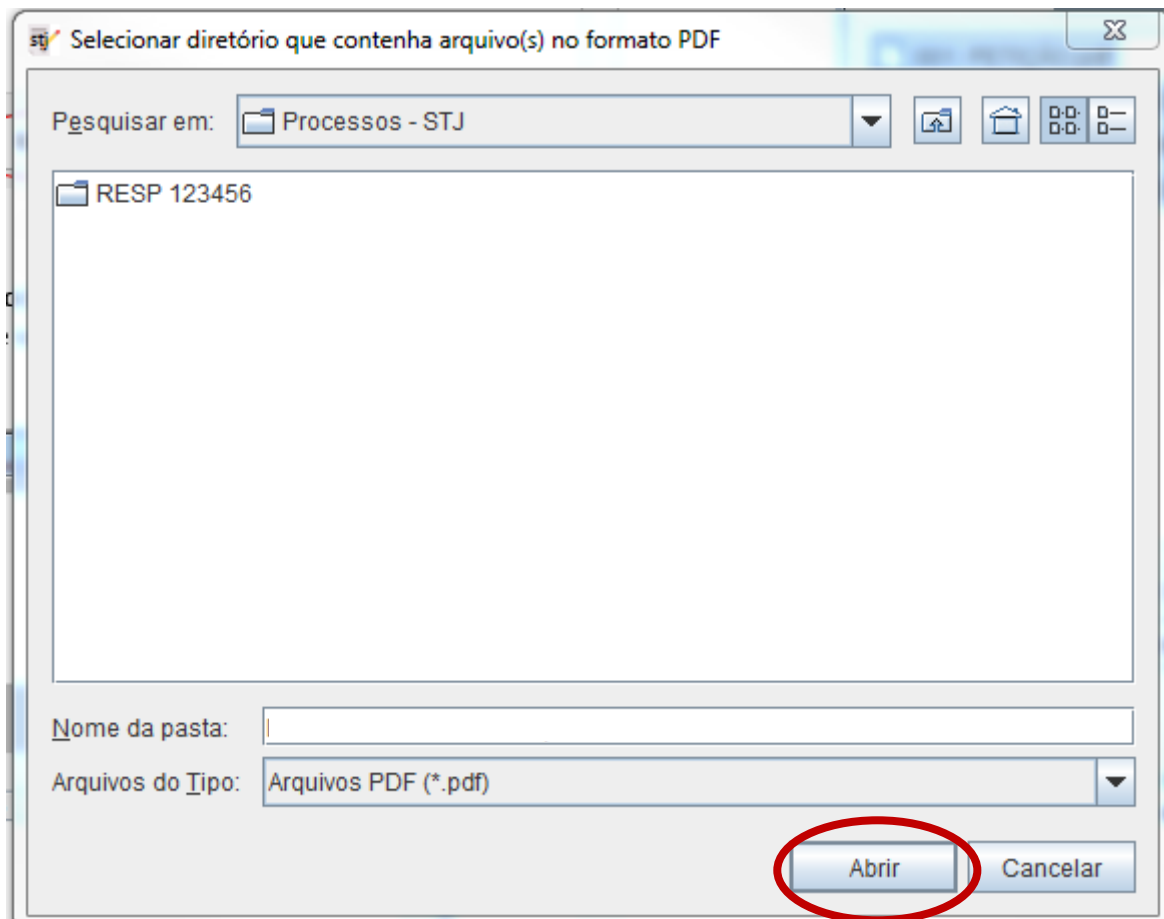 stj Selecionar diretório que contenha arquivo(s) no formato PDF
Pesquisar em: Processos - STJ
RESP 123456
Nome da pasta:
Arquivos do Tipo: Arquivos PDF (*.pdf)
Abrir Cancelar